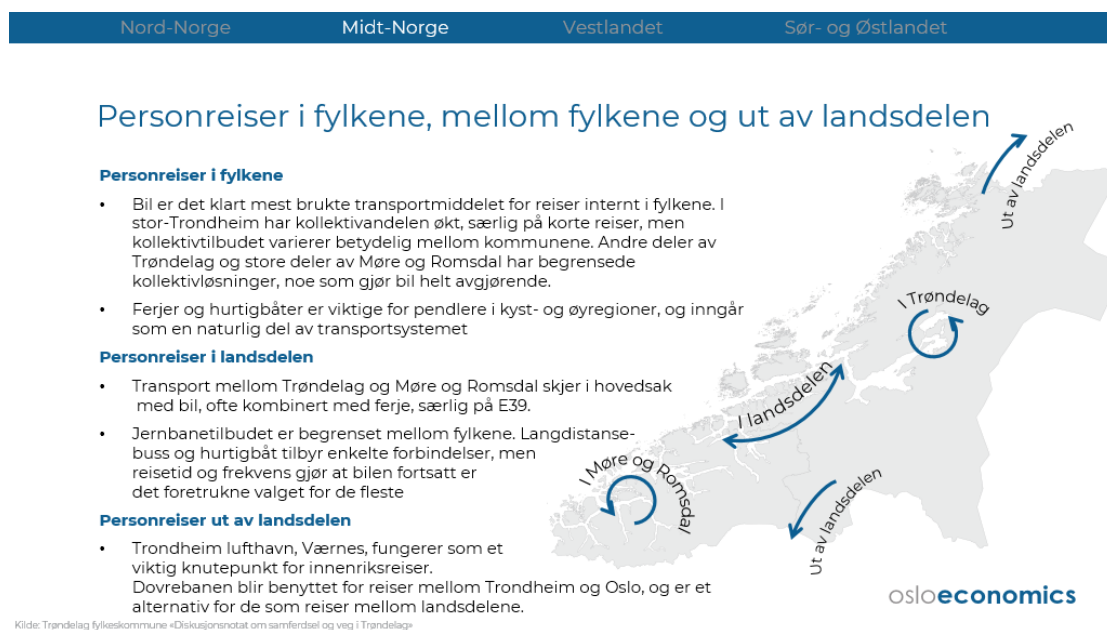 Nord-Norge Midt-Norge Vestlandet Sør- og Østlandet
Personreiser i fylkene, mellom fylkene og ut av landsdelen
Personreiser i fylkene
• Bil er det klart mest brukte transportmiddelet for reiser internt i fylkene. I
stor-Trondheim har kollektivandelen økt, særlig på korte reiser, men
kollektivtilbudet varierer betydelig mellom kommunene. Andre deler av
Trøndelag og store deler av Møre og Romsdal har begrensede
kollektivløsninger, noe som gjør bil helt avgjørende.
• Ferjer og hurtigbåter er viktige for pendlere i kyst- og øyregioner, og inngår
som en naturlig del av transportsystemet
Personreiser i landsdelen
• Transport mellom Trøndelag og Møre og Romsdal skjer i hovedsak
med bil, ofte kombinert med ferje, særlig på E39.
• Jernbanetilbudet er begrenset mellom fylkene. Langdistanse-
buss og hurtigbåt tilbyr enkelte forbindelser, men
reisetid og frekvens gjør at bilen fortsatt er
det foretrukne valget for de fleste
Personreiser ut av landsdelen
• Trondheim lufthavn, Værnes, fungerer som et
viktig knutepunkt for innenriksreiser.
Dovrebanen blir benyttet for reiser mellom Trondheim og Oslo, og er et
alternativ for de som reiser mellom landsdelene.
Ut av landsdelen
I Trøndelag
I landsdelen
I Møre og Romsdal
Ut av landsdelen
osloeconomics
Kilde: Trøndelag fylkeskommune «Diskusjonsnotat om samferdsel og veg i Trøndelag»